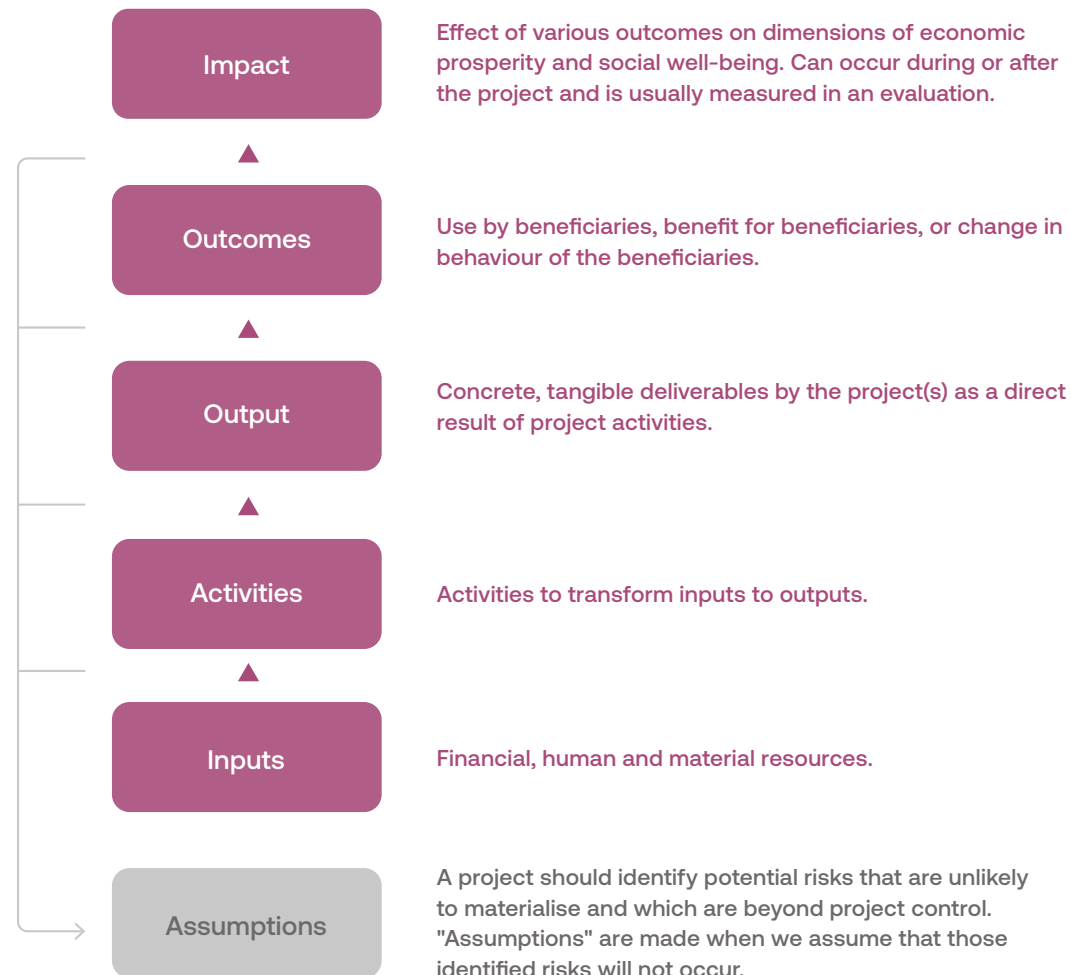 Impact
Effect of various outcomes on dimensions of economic
prosperity and social well-being. Can occur during or after
the project and is usually measured in an evaluation.
Outcomes
Use by beneficiaries, benefit for beneficiaries, or change in
behaviour of the beneficiaries.
Output
Concrete, tangible deliverables by the project(s) as a direct
result of project activities.
Activities
Activities to transform inputs to outputs.
Inputs
Financial, human and material resources.
Assumptions
A project should identify potential risks that are unlikely
to materialise and which are beyond project control.
"Assumptions" are made when we assume that those
identified risks will not occur.